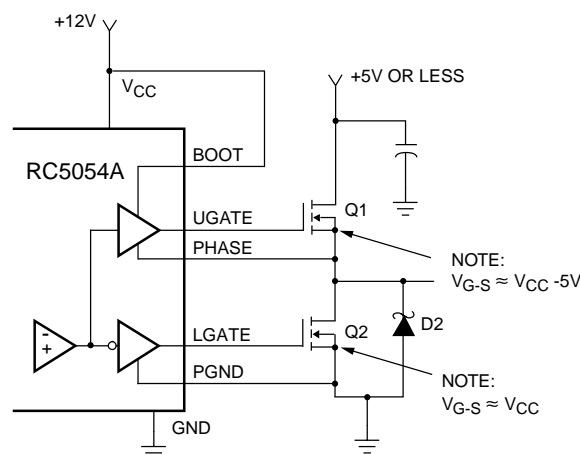 +12V
VCC
+5V OR LESS
BOOT
RC5054A
UGATE
Q1
PHASE
NOTE:
VG-S ≈ VCC -5V
-
+
LGATE
Q2
D2
PGND
NOTE:
VG-S ≈ VCC
GND